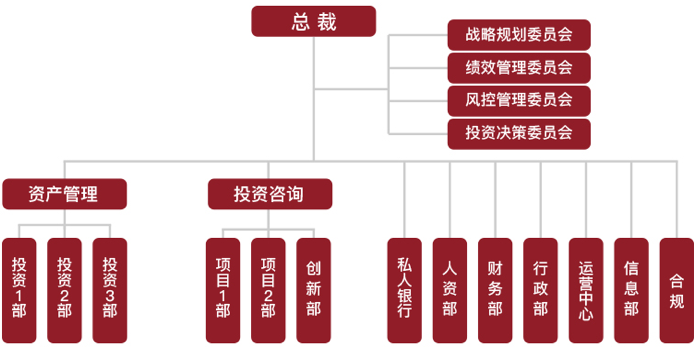 总裁
战略规划委员会
绩效管理委员会
风控管理委员会
投资决策委员会
资产管理
投资咨询
投资1部
投资2部
投资3部
项目1部
项目2部
创新部
私人银行
人资部
财务部
行政部
运营中心
信息部
合规